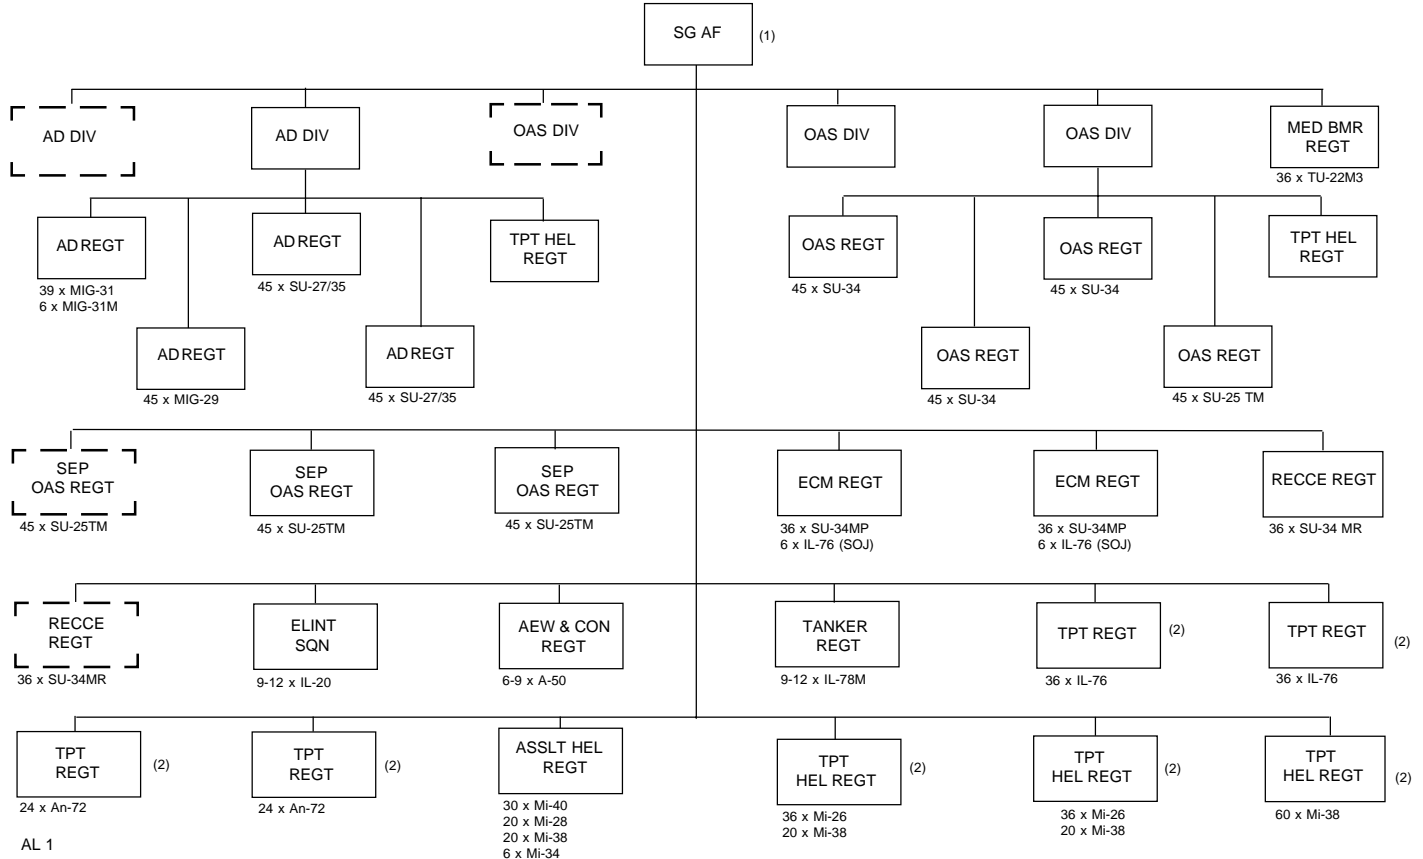 SG AF
(1)
AD DIV
AD DIV
OAS DIV
OAS DIV
OAS DIV
MED BMR
REGT
36 x TU-22M3
AD REGT
39 x MIG-31
6 x MIG-31M
AD REGT
45 x SU-27/35
TPT HEL
REGT
OAS REGT
45 x SU-34
OAS REGT
45 x SU-34
TPT HEL
REGT
AD REGT
45 x MIG-29
AD REGT
45 x SU-27/35
OAS REGT
45 x SU-34
OAS REGT
45 x SU-25 TM
SEP
OAS REGT
45 x SU-25TM
SEP
OAS REGT
45 x SU-25TM
SEP
OAS REGT
45 x SU-25TM
ECM REGT
36 x SU-34MP
6 x IL-76 (SOJ)
ECM REGT
36 x SU-34MP
6 x IL-76 (SOJ)
RECCE REGT
36 x SU-34 MR
RECCE
REGT
36 x SU-34MR
ELINT
SQN
9-12 x IL-20
AEW & CON
REGT
6-9 x A-50
TANKER
REGT
9-12 x IL-78M
TPT REGT
(2)
36 x IL-76
TPT REGT
(2)
36 x IL-76
TPT
REGT
(2)
24 x An-72
TPT
REGT
(2)
24 x An-72
ASSLT HEL
REGT
30 x Mi-40
20 x Mi-28
20 x Mi-38
6 x Mi-34
TPT
HEL REGT
(2)
36 x Mi-26
20 x Mi-38
TPT
HEL REGT
(2)
36 x Mi-26
20 x Mi-38
TPT
HEL REGT
(2)
60 x Mi-38
AL 1